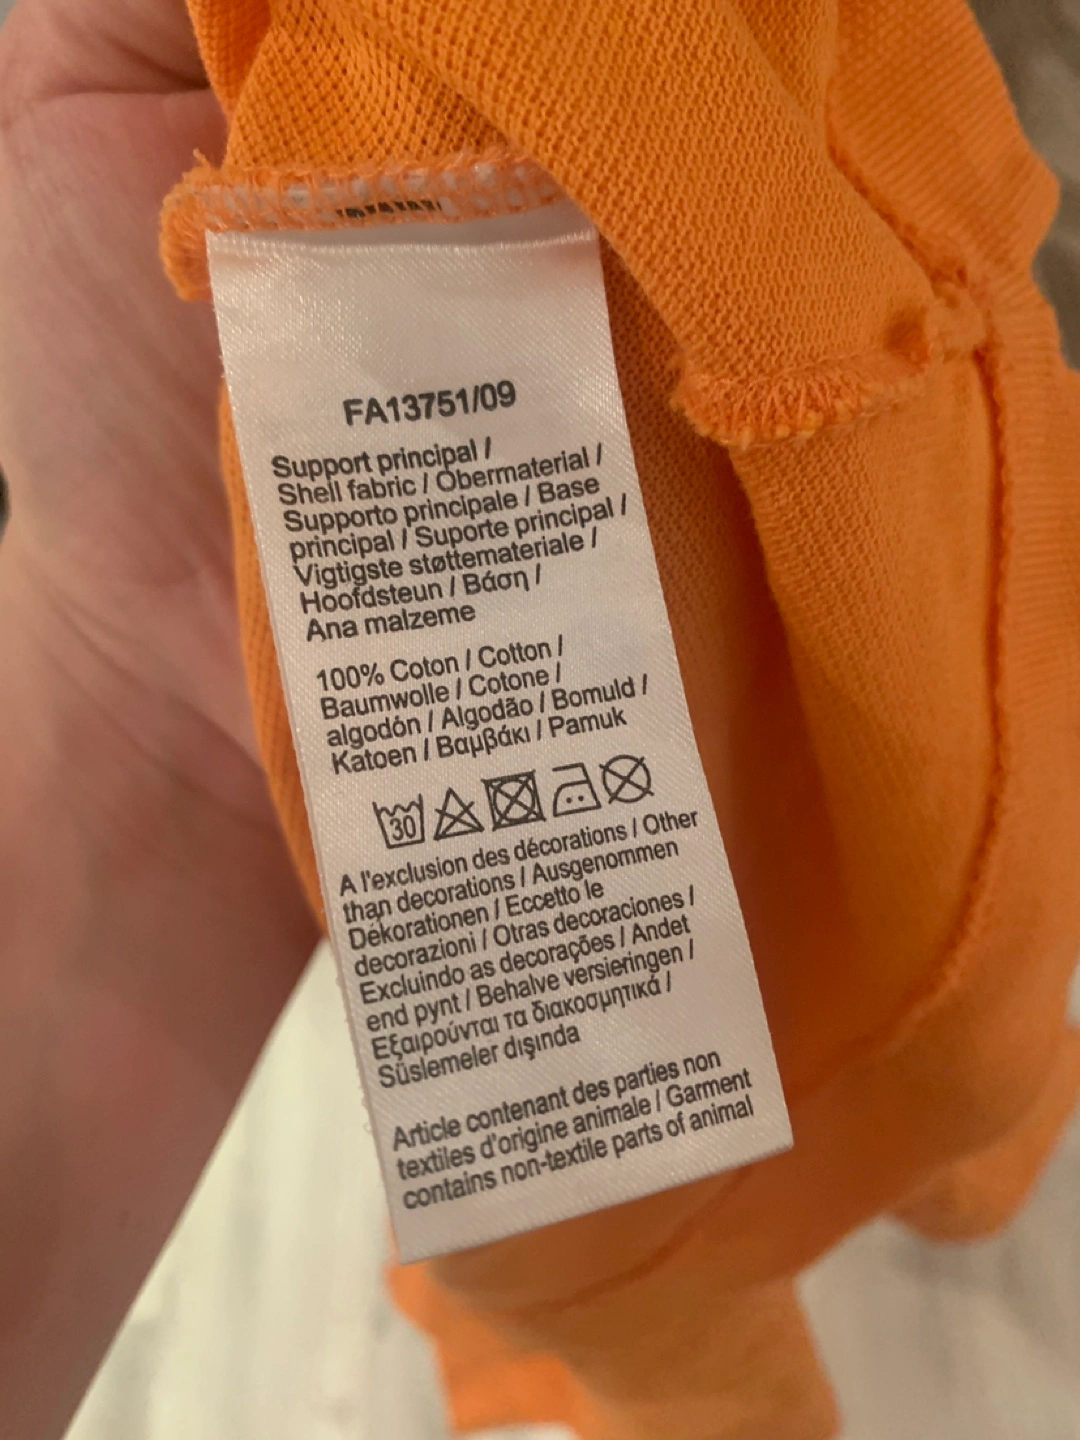 FA13751/09
Support principal /
Shell fabric / Obermaterial /
Supporto principale / Base
principal / Suporte principal /
Vigtigste støttemateriale /
Hoofdsteun / Βάση /
Ana malzeme
100% Coton / Cotton /
Baumwolle / Cotone /
algodón / Algodão / Bomuld /
Katoen / Βαμβάκι / Pamuk
30
A l'exclusion des décorations / Other
than decorations / Ausgenommen
Dekorationen / Eccetto le
decorazioni / Otras decoraciones /
Excluindo as decorações / Andet
end pynt / Behalve versieringen /
Εξαιρούνται τα διακοσμητικά /
Süslemeler dışında
Article contenant des parties non
textiles d'origine animale / Garment
contains non-textile parts of animal